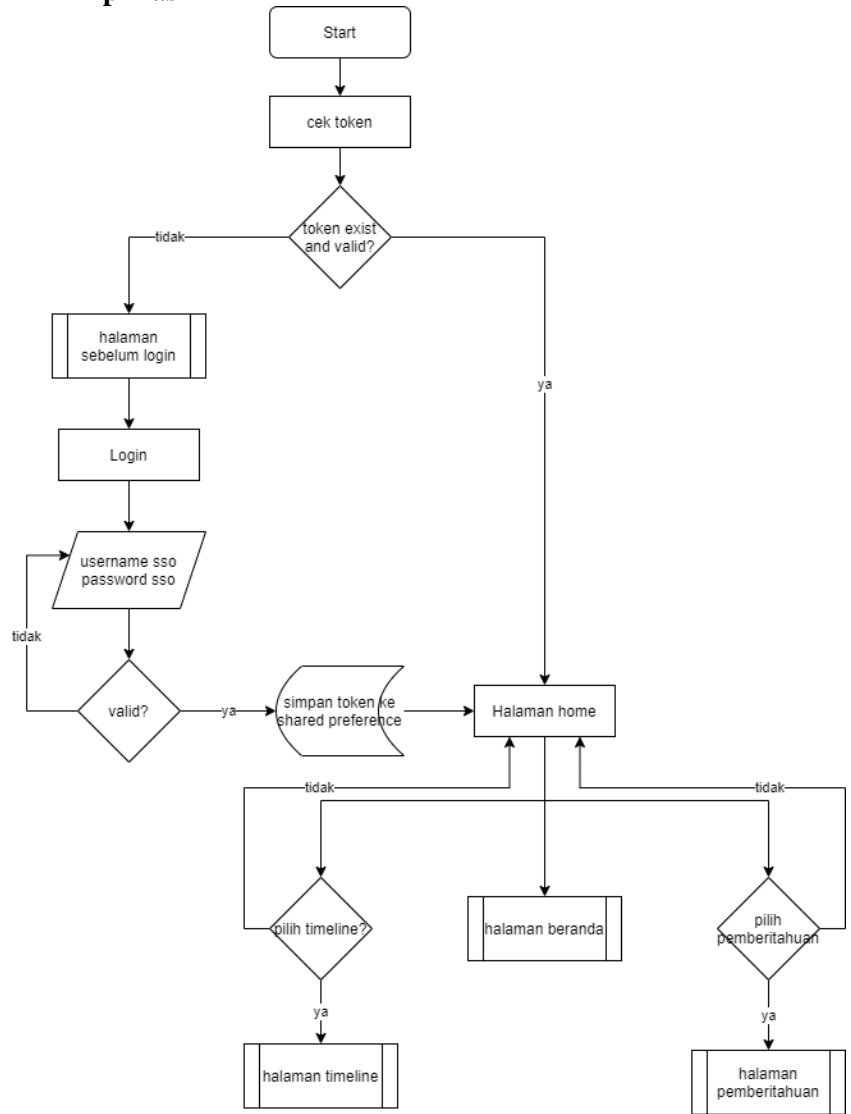 Start
cek token
token exist
and valid?
tidak
ya
halaman
sebelum login
Login
username sso
password sso
tidak
valid?
ya
simpan token ke
shared preference
Halaman home
tidak
tidak
pilih timeline?
halaman beranda
pilih
pemberitahuan
ya
ya
halaman timeline
halaman
pemberitahuan